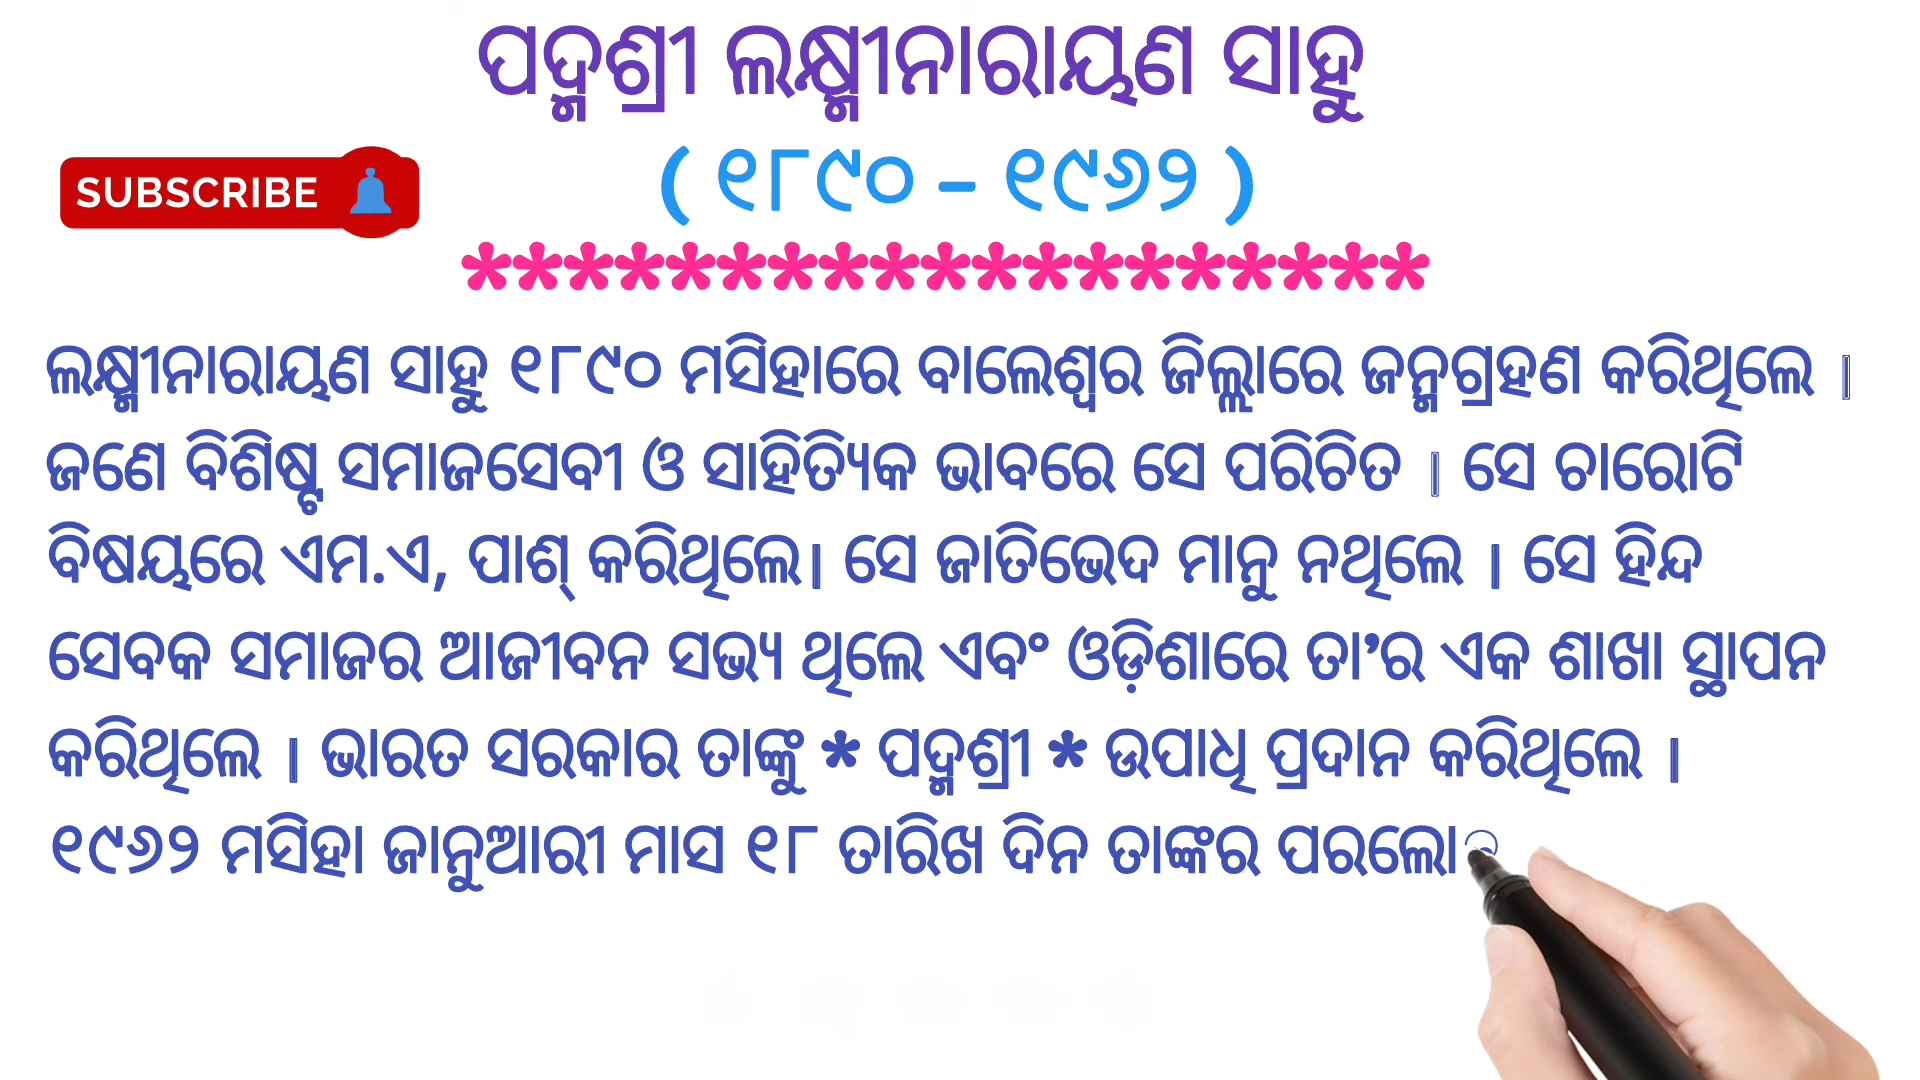 ପଦ୍ମଶ୍ରୀ ଲକ୍ଷ୍ମୀନାରାୟଣ ସାହୁ
( ୧୮୯୦ – ୧୯୬୨ )
SUBSCRIBE
*******************
ଲକ୍ଷ୍ମୀନାରାୟଣ ସାହୁ ୧୮୯୦ ମସିହାରେ ବାଲେଶ୍ୱର ଜିଲ୍ଲାରେ ଜନ୍ମଗ୍ରହଣ କରିଥିଲେ ।
ଜଣେ ବିଶିଷ୍ଟ ସମାଜସେବୀ ଓ ସାହିତ୍ୟିକ ଭାବରେ ସେ ପରିଚିତ । ସେ ଚାରୋଟି
ବିଷୟରେ ଏମ.ଏ, ପାଶ୍ କରିଥିଲେ। ସେ ଜାତିଭେଦ ମାନୁ ନଥିଲେ । ସେ ହିନ୍ଦ
ସେବକ ସମାଜର ଆଜୀବନ ସଭ୍ୟ ଥିଲେ ଏବଂ ଓଡ଼ିଶାରେ ତା’ର ଏକ ଶାଖା ସ୍ଥାପନ
କରିଥିଲେ । ଭାରତ ସରକାର ତାଙ୍କୁ * ପଦ୍ମଶ୍ରୀ * ଉପାଧି ପ୍ରଦାନ କରିଥିଲେ ।
୧୯୬୨ ମସିହା ଜାନୁଆରୀ ମାସ ୧୮ ତାରିଖ ଦିନ ତାଙ୍କର ପରଲୋ